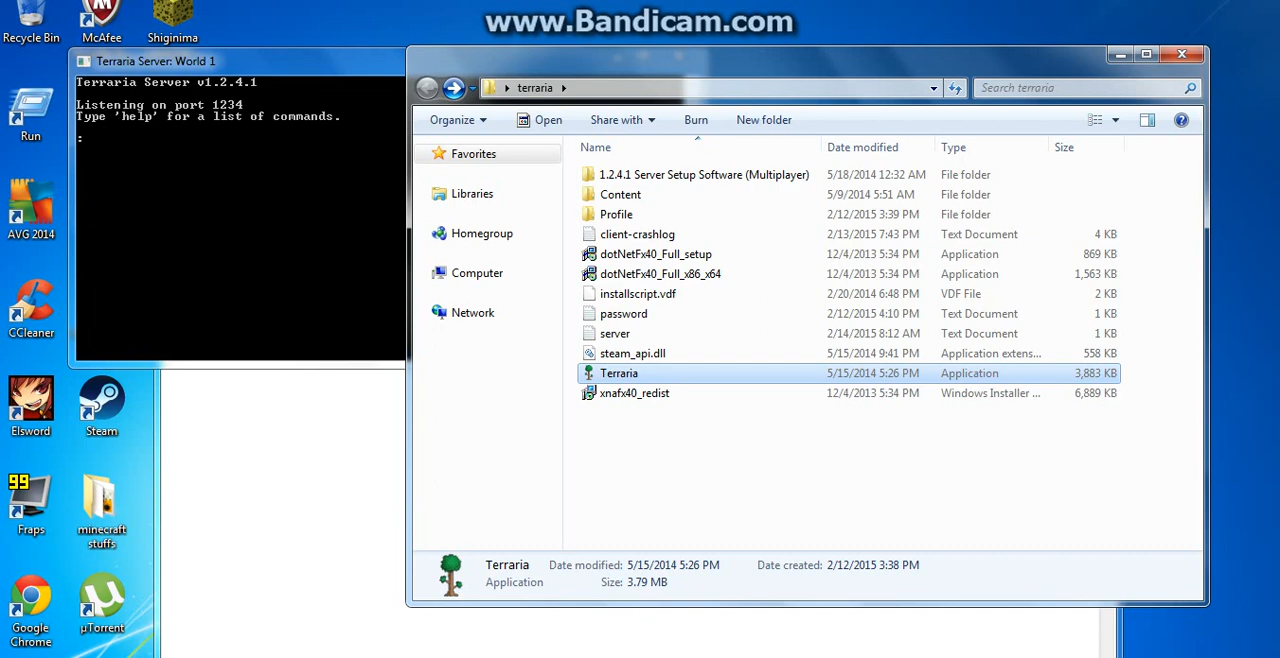 www.Bandicam.com
Recycle Bin
McAfee
Shiginima
Run
AVG 2014
CCleaner
Elsword
Steam
99
Fraps
minecraft
stuffs
Google
Chrome
µTorrent
Terraria Server: World 1
Terraria Server v1.2.4.1
Listening on port 1234
Type 'help' for a list of commands.
:
terraria
Search terraria
Organize
Open
Share with
Burn
New folder
Favorites
Libraries
Homegroup
Computer
Network
Name Date modified Type Size
1.2.4.1 Server Setup Software (Multiplayer) 5/18/2014 12:32 AM File folder
Content 5/9/2014 5:51 AM File folder
Profile 2/12/2015 3:39 PM File folder
client-crashlog 2/13/2015 7:43 PM Text Document 4 KB
dotNetFx40_Full_setup 12/4/2013 5:34 PM Application 869 KB
dotNetFx40_Full_x86_x64 12/4/2013 5:34 PM Application 1,563 KB
installscript.vdf 2/20/2014 6:48 PM VDF File 2 KB
password 2/12/2015 4:10 PM Text Document 1 KB
server 2/14/2015 8:12 AM Text Document 1 KB
steam_api.dll 5/15/2014 9:41 PM Application extens... 558 KB
Terraria 5/15/2014 5:26 PM Application 3,883 KB
xnafx40_redist 12/4/2013 5:34 PM Windows Installer ... 6,889 KB
Terraria Date modified: 5/15/2014 5:26 PM Date created: 2/12/2015 3:38 PM
Application Size: 3.79 MB